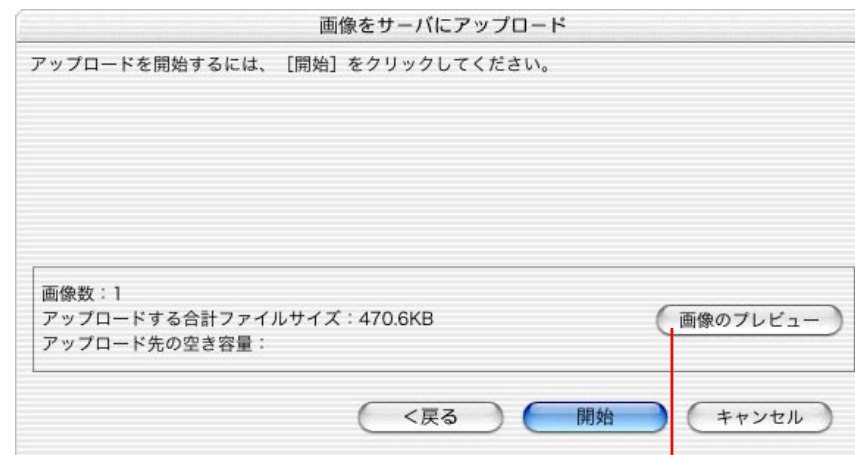 画像をサーバにアップロード
アップロードを開始するには、［開始］をクリックしてください。
画像数：1
アップロードする合計ファイルサイズ：470.6KB
画像のプレビュー
アップロード先の空き容量：
<戻る
開始
キャンセル